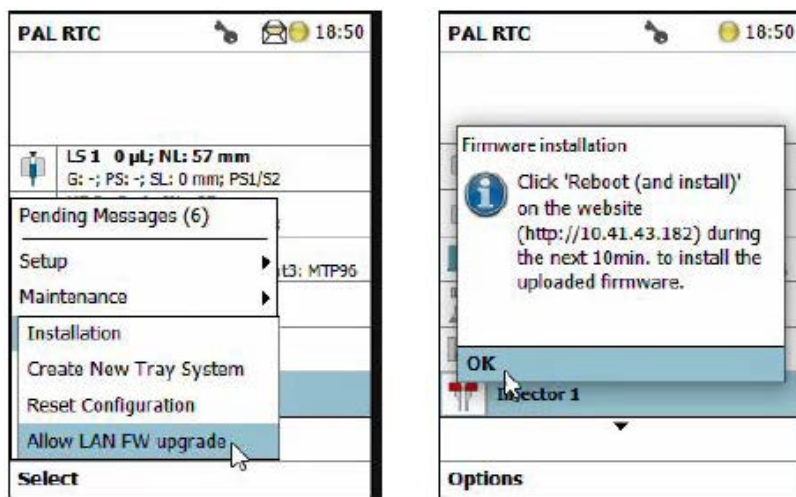 PAL RTC
18:50
LS 1 0 µL; NL: 57 mm
G: -; PS: -; SL: 0 mm; PS1/S2
Pending Messages (6)
Setup
t3: MTP96
Maintenance
Installation
Create New Tray System
Reset Configuration
Allow LAN FW upgrade
Select
PAL RTC
18:50
Firmware installation
Click 'Reboot (and install)'
on the website
(http://10.41.43.182) during
the next 10min. to install the
uploaded firmware.
OK
Injector 1
Options